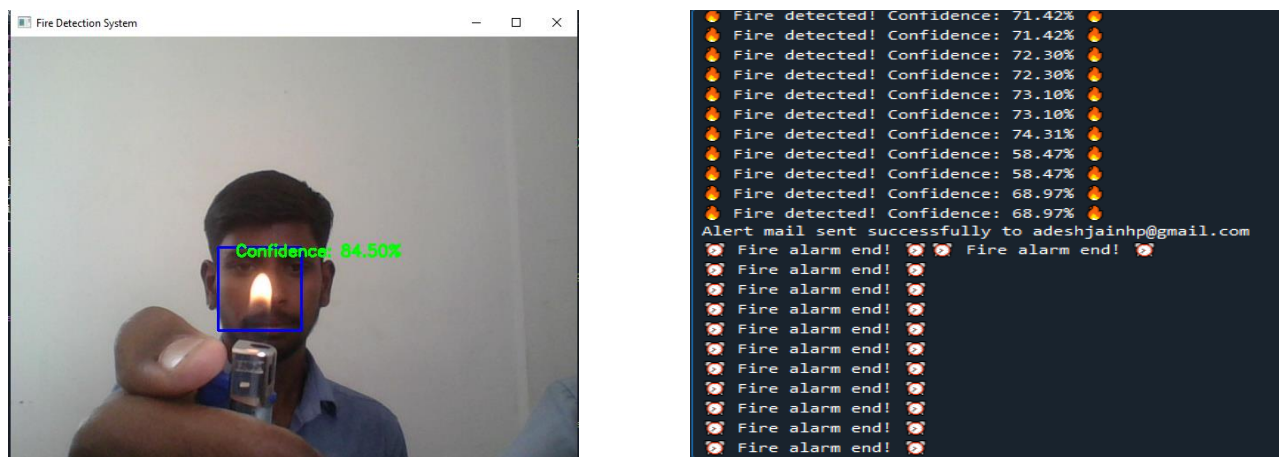 Fire Detection System
Confidence: 84.50%
🔥 Fire detected! Confidence: 71.42% 🔥
🔥 Fire detected! Confidence: 71.42% 🔥
🔥 Fire detected! Confidence: 72.30% 🔥
🔥 Fire detected! Confidence: 72.30% 🔥
🔥 Fire detected! Confidence: 73.10% 🔥
🔥 Fire detected! Confidence: 73.10% 🔥
🔥 Fire detected! Confidence: 74.31% 🔥
🔥 Fire detected! Confidence: 58.47% 🔥
🔥 Fire detected! Confidence: 58.47% 🔥
🔥 Fire detected! Confidence: 68.97% 🔥
🔥 Fire detected! Confidence: 68.97% 🔥
Alert mail sent successfully to adeshjainhp@gmail.com
⏰ Fire alarm end! ⏰ ⏰ Fire alarm end! ⏰
⏰ Fire alarm end! ⏰
⏰ Fire alarm end! ⏰
⏰ Fire alarm end! ⏰
⏰ Fire alarm end! ⏰
⏰ Fire alarm end! ⏰
⏰ Fire alarm end! ⏰
⏰ Fire alarm end! ⏰
⏰ Fire alarm end! ⏰
⏰ Fire alarm end! ⏰
⏰ Fire alarm end! ⏰